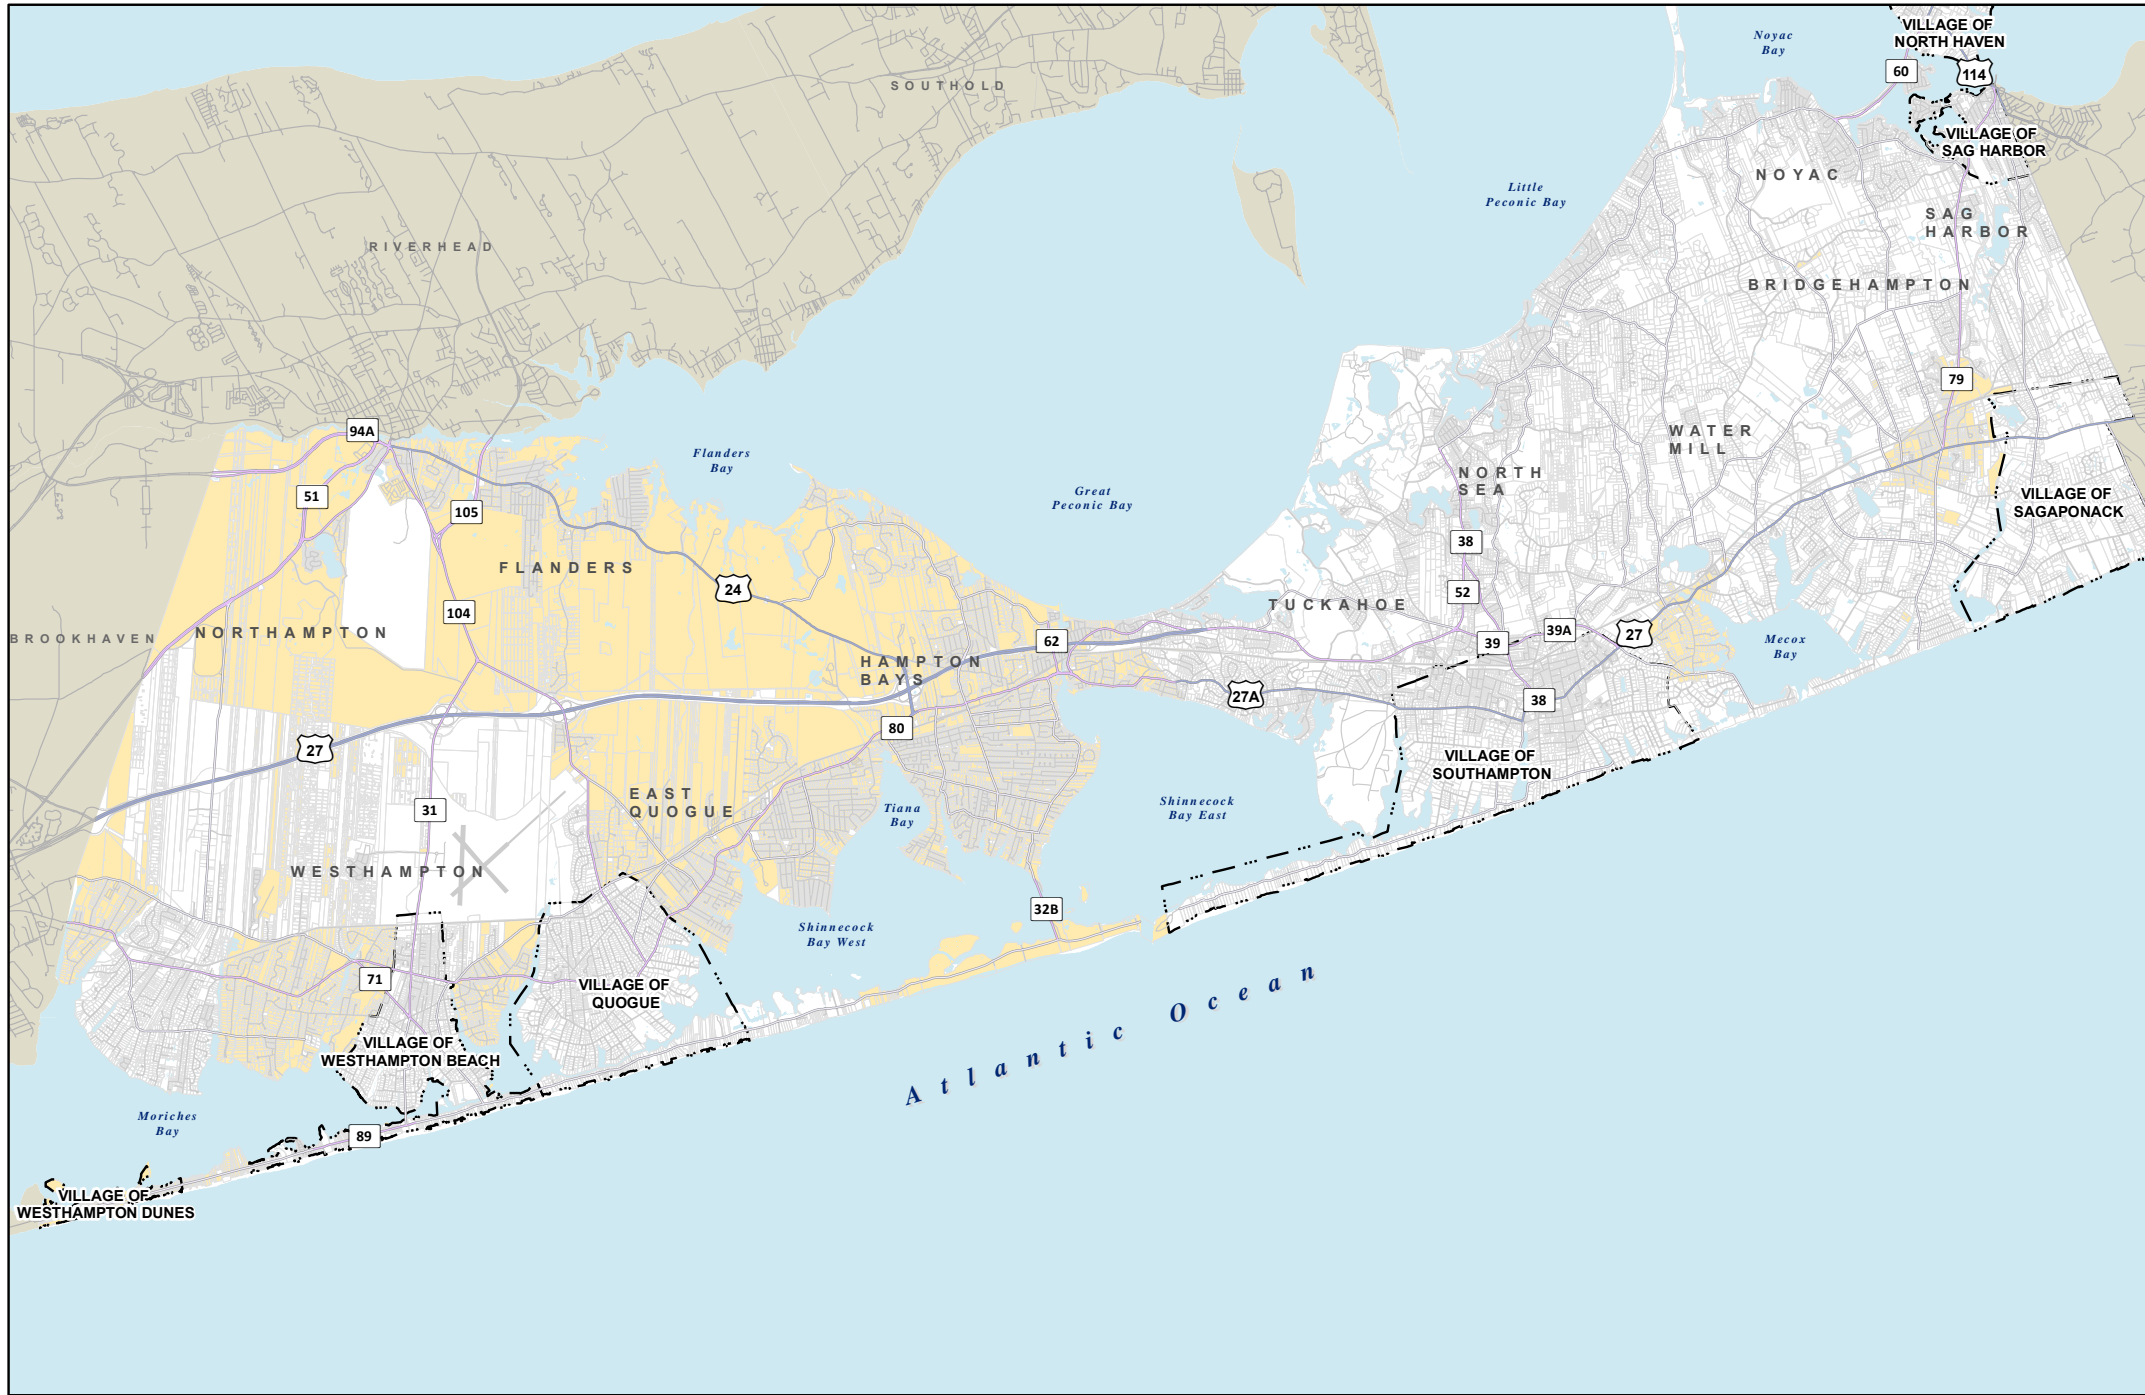 VILLAGE OF
NORTH HAVEN
Noyac
Bay
60
114
SOUTHOLD
VILLAGE OF
SAG HARBOR
NOYAC
Little
Peconic Bay
SAG
HARBOR
RIVERHEAD
BRIDGEHAMPTON
79
94A
WATER
MILL
Flanders
Bay
NORTH
SEA
Great
Peconic Bay
51
105
VILLAGE OF
SAGAPONACK
38
FLANDERS
24
52
104
TUCKAHOE
NORTHAMPTON
BROOKHAVEN
62
39
39A
27
Mecox
Bay
HAMPTON
BAYS
27A
38
80
27
VILLAGE OF
SOUTHAMPTON
EAST
QUOGUE
31
Tiana
Bay
Shinnecock
Bay East
WESTHAMPTON
32B
Shinnecock
Bay West
71
VILLAGE OF
QUOGUE
Atlantic Ocean
VILLAGE OF
WESTHAMPTON BEACH
Moriches
Bay
89
VILLAGE OF
WESTHAMPTON DUNES